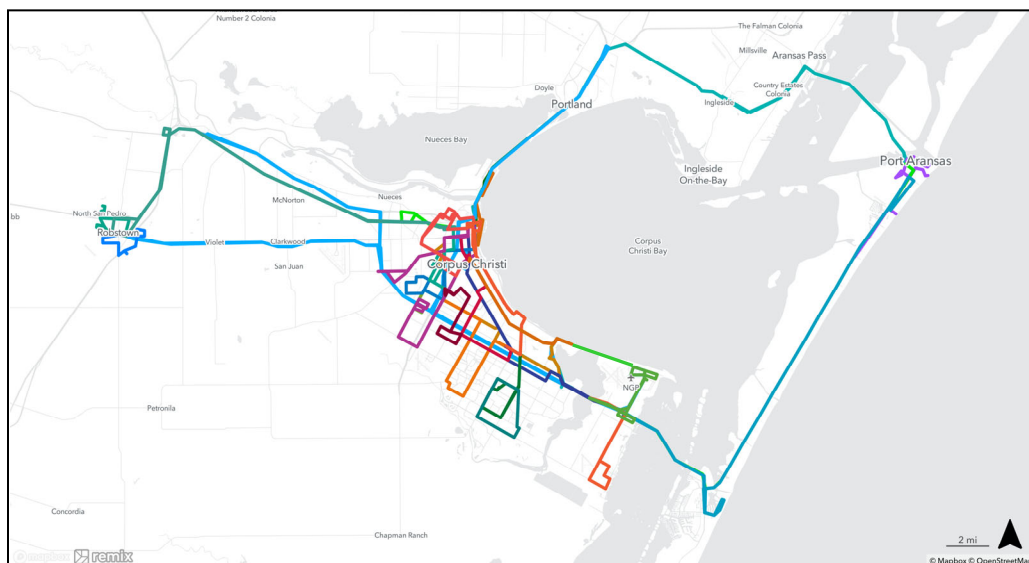 Number 2 Colonia
The Falman Colonia
Millsville
Aransas Pass
Doyle
Country Estates
Colonia
Portland
Ingleside
Nueces Bay
Port Aransas
Ingleside
On-the-Bay
McNorton
Nueces
bb
North San Pedro
Robstown
Violet
Clarkwood
Corpus
Christi Bay
San Juan
Corpus Christi
NGP
Petronila
Concordia
Chapman Ranch
2 mi
mapbox
remix
© Mapbox © OpenStreetMap